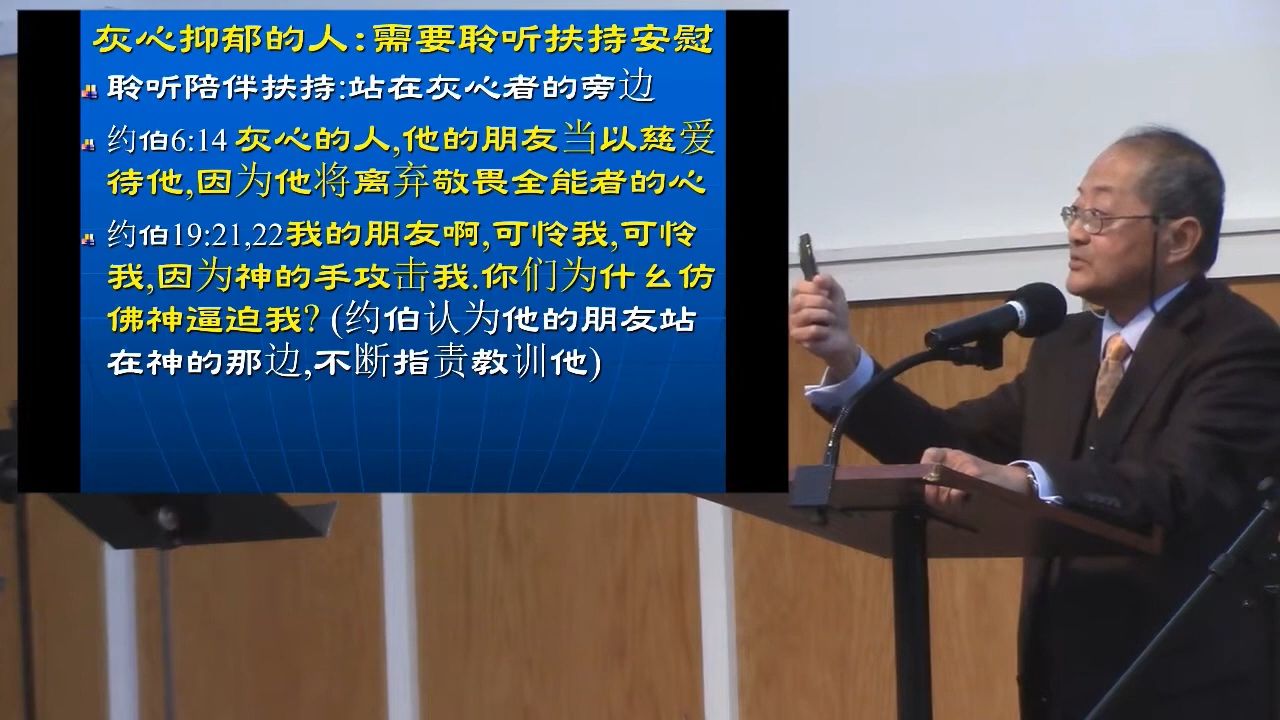 灰心抑郁的人:需要聆听扶持安慰
聆听陪伴扶持:站在灰心者的旁边
约伯6:14 灰心的人,他的朋友当以慈爱
待他,因为他将离弃敬畏全能者的心
约伯19:21,22我的朋友啊,可怜我,可怜
我,因为神的手攻击我.你们为什么仿
佛神逼迫我? (约伯认为他的朋友站
在神的那边,不断指责教训他)